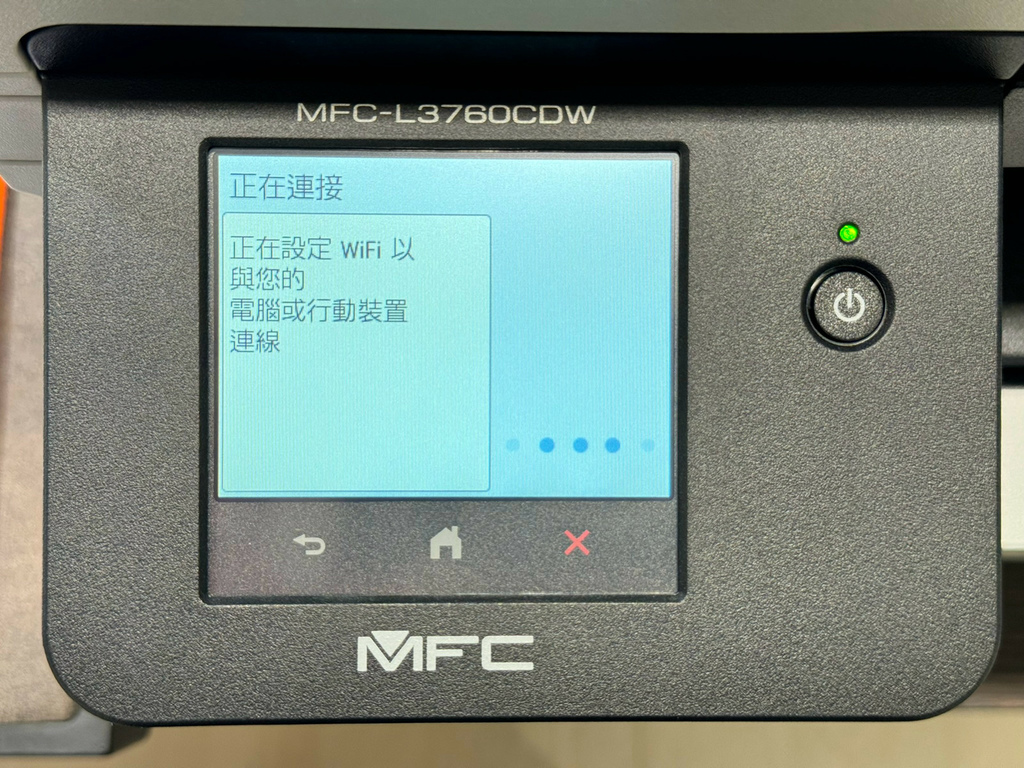 MFC-L3760CDW
正在連接
正在設定 WiFi 以
與您的
電腦或行動裝置
連線
MFC